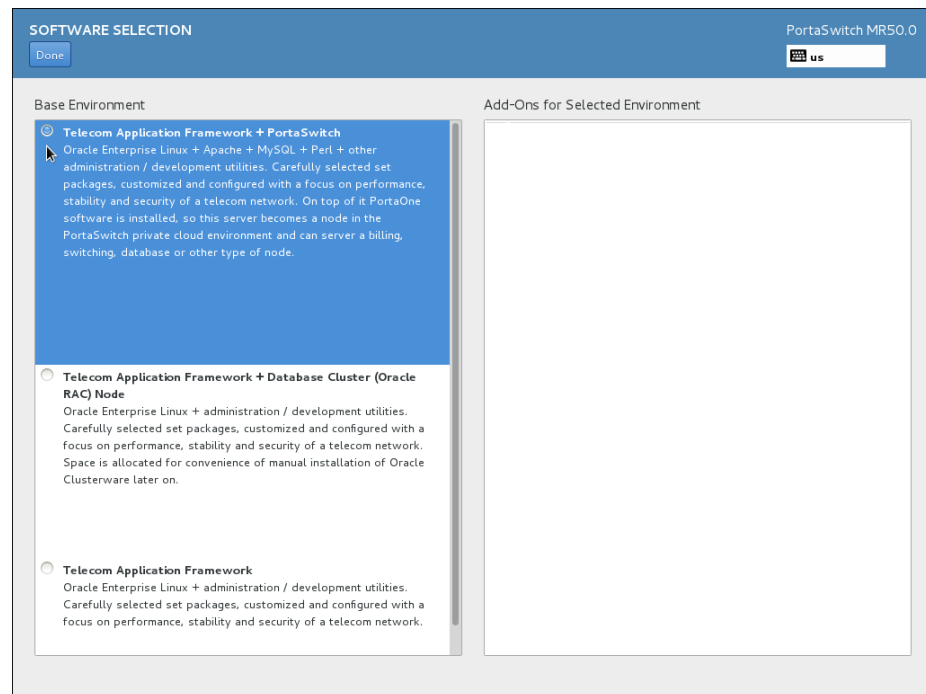 SOFTWARE SELECTION
PortaSwitch MR50.0
Done
us
Base Environment
Add-Ons for Selected Environment
Telecom Application Framework + PortaSwitch
Oracle Enterprise Linux + Apache + MySQL + Perl + other
administration / development utilities. Carefully selected set
packages, customized and configured with a focus on performance,
stability and security of a telecom network. On top of it PortaOne
software is installed, so this server becomes a node in the
PortaSwitch private cloud environment and can server a billing,
switching, database or other type of node.
Telecom Application Framework + Database Cluster (Oracle
RAC) Node
Oracle Enterprise Linux + administration / development utilities.
Carefully selected set packages, customized and configured with a
focus on performance, stability and security of a telecom network.
Space is allocated for convenience of manual installation of Oracle
Clusterware later on.
Telecom Application Framework
Oracle Enterprise Linux + administration / development utilities.
Carefully selected set packages, customized and configured with a
focus on performance, stability and security of a telecom network.